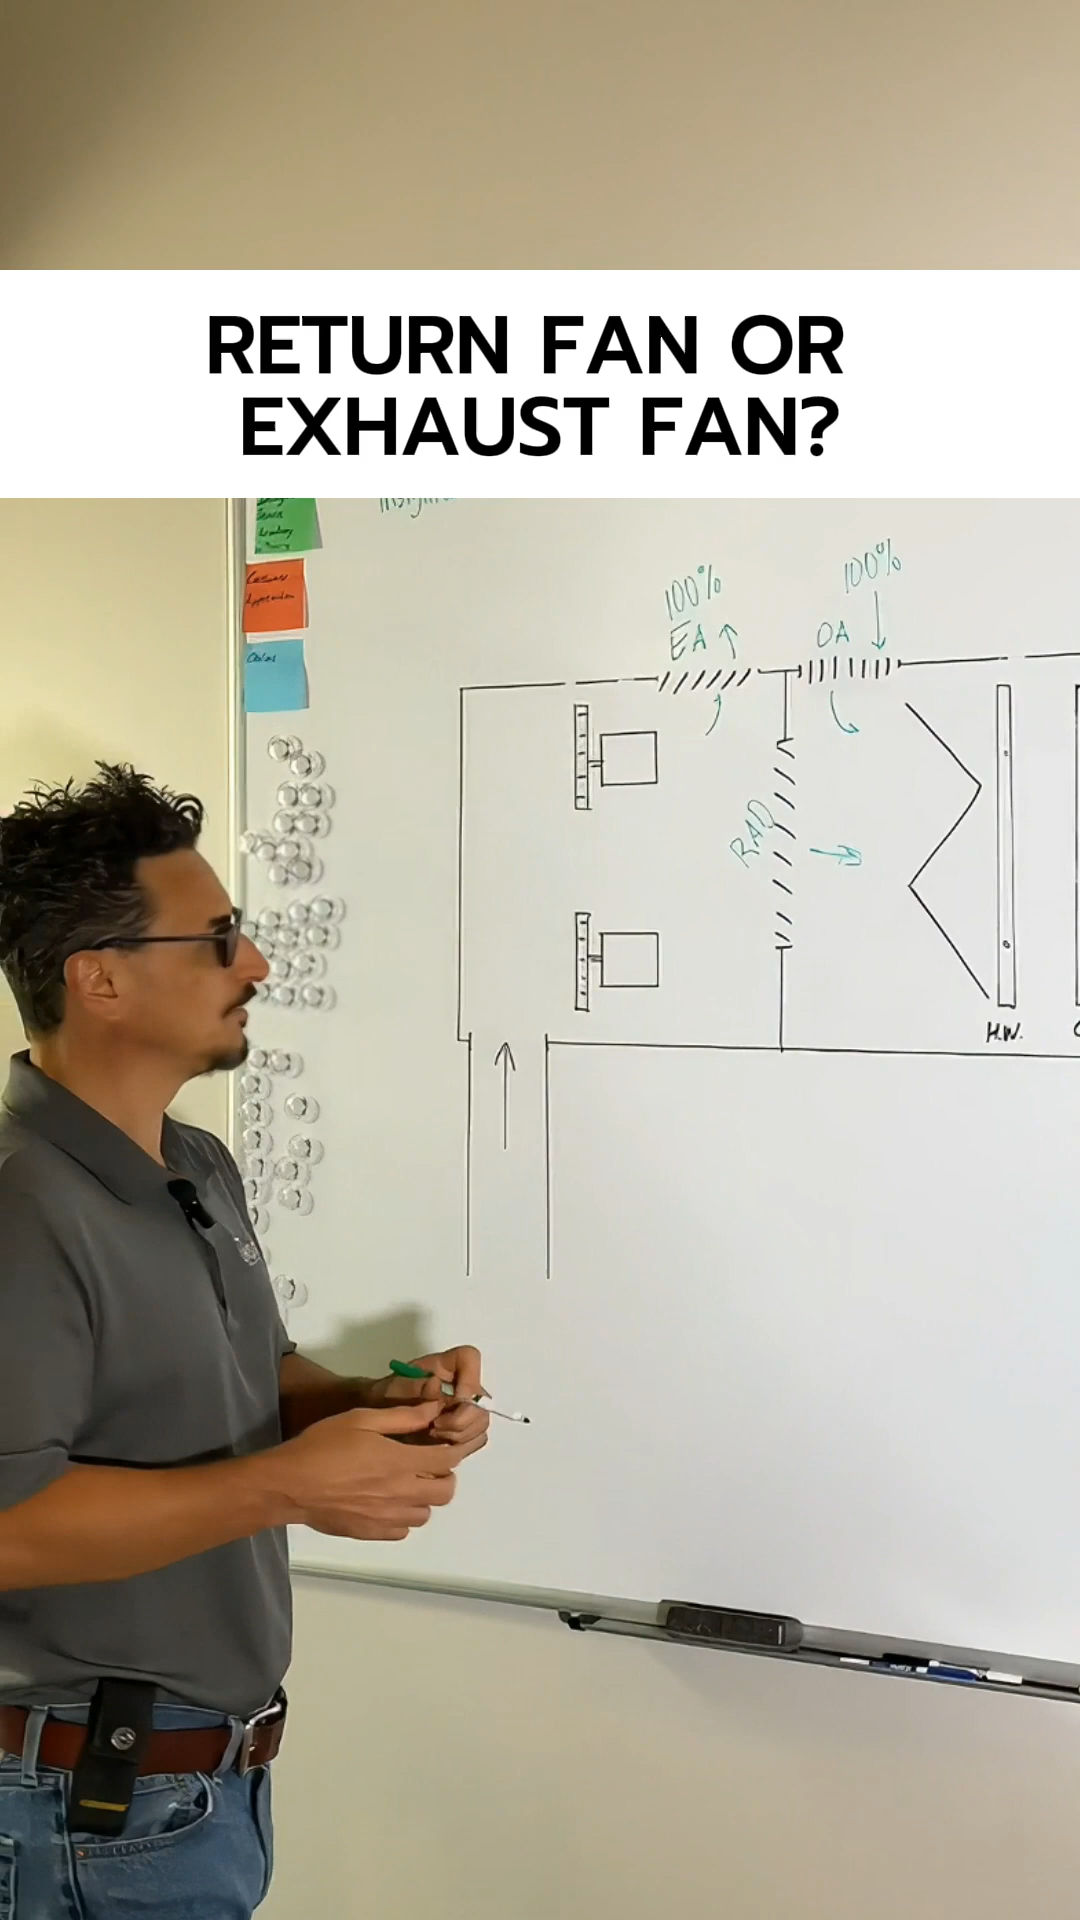 RETURN FAN OR
EXHAUST FAN?
100%
EA
100%
OA
RAD
H.W.